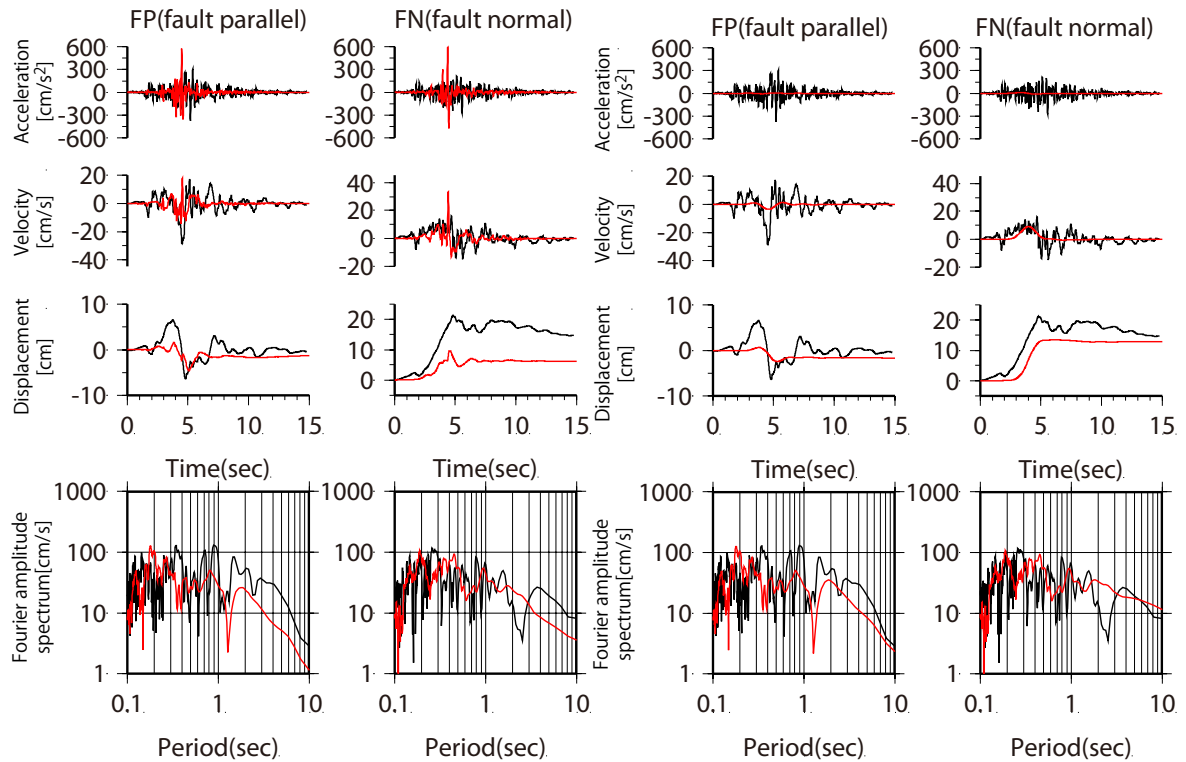 FP(fault parallel) FN(fault normal) FP(fault parallel) FN(fault normal)
Acceleration [cm/s²] 600 300 0 -300 -600
600 300 0 -300 -600
Acceleration [cm/s²] 600 300 0 -300 -600
600 300 0 -300 -600
Velocity [cm/s] 20 0 -20 -40
40 20 0 -20
Velocity [cm/s] 20 0 -20 -40
40 20 0 -20
Displacement [cm] 10 0 -10
20 10 0
Displacement [cm] 10 0 -10
20 10 0
0. 5. 10. 15. 0. 5. 10. 15. 0. 5. 10. 15. 0. 5. 10. 15.
Time(sec). Time(sec). Time(sec). Time(sec).
Fourier amplitude
spectrum[cm/s]
1000 100 10 1
1000 100 10 1
Fourier amplitude
spectrum[cm/s]
1000 100 10 1
1000 100 10 1
0.1. 1. 10. 0.1. 1. 10. 0.1. 1. 10. 0.1. 1. 10.
Period(sec). Period(sec). Period(sec). Period(sec).